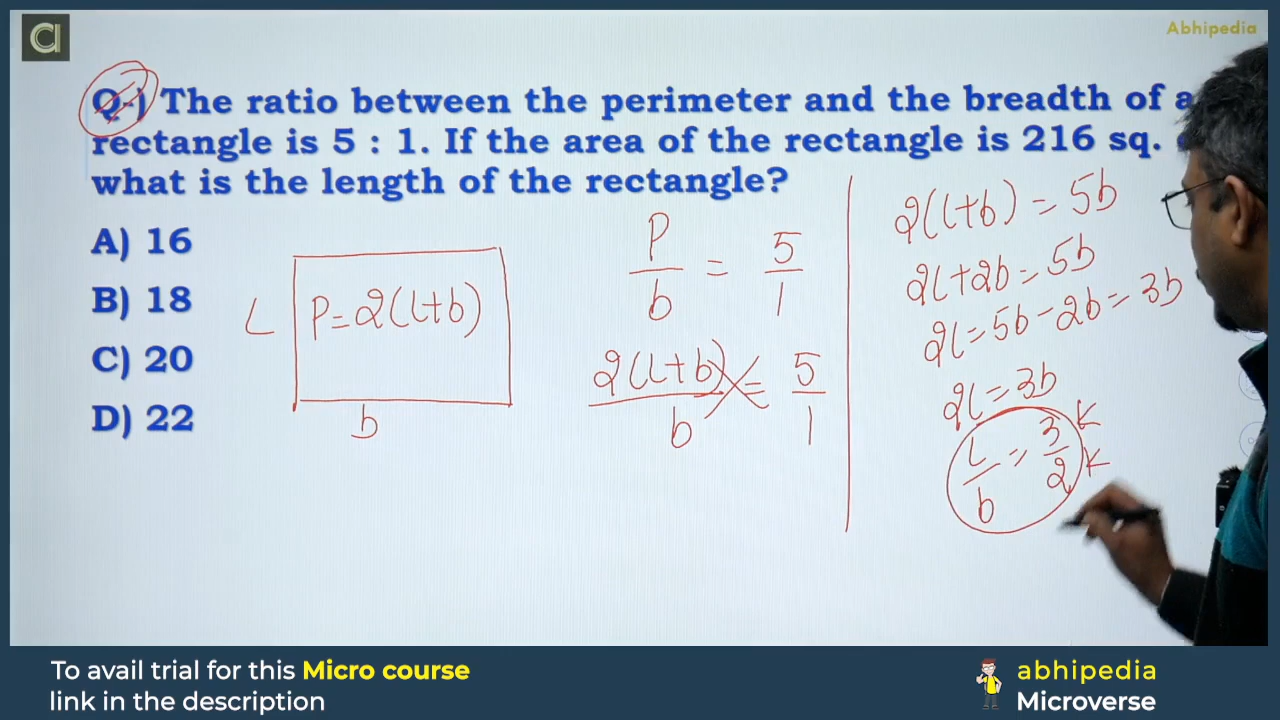 Abhipedia
Q-) The ratio between the perimeter and the breadth of a
rectangle is 5 : 1. If the area of the rectangle is 216 sq.
what is the length of the rectangle?
A) 16
B) 18
C) 20
D) 22
L
P=2(l+b)
b
P/b = 5/1
2(l+b)/b = 5/1
2(l+b) = 5b
2l+2b=5b
2l=5b-2b=3b
2l=3b
l/b = 3/2 K K
To avail trial for this Micro course
link in the description
abhipedia
Microverse